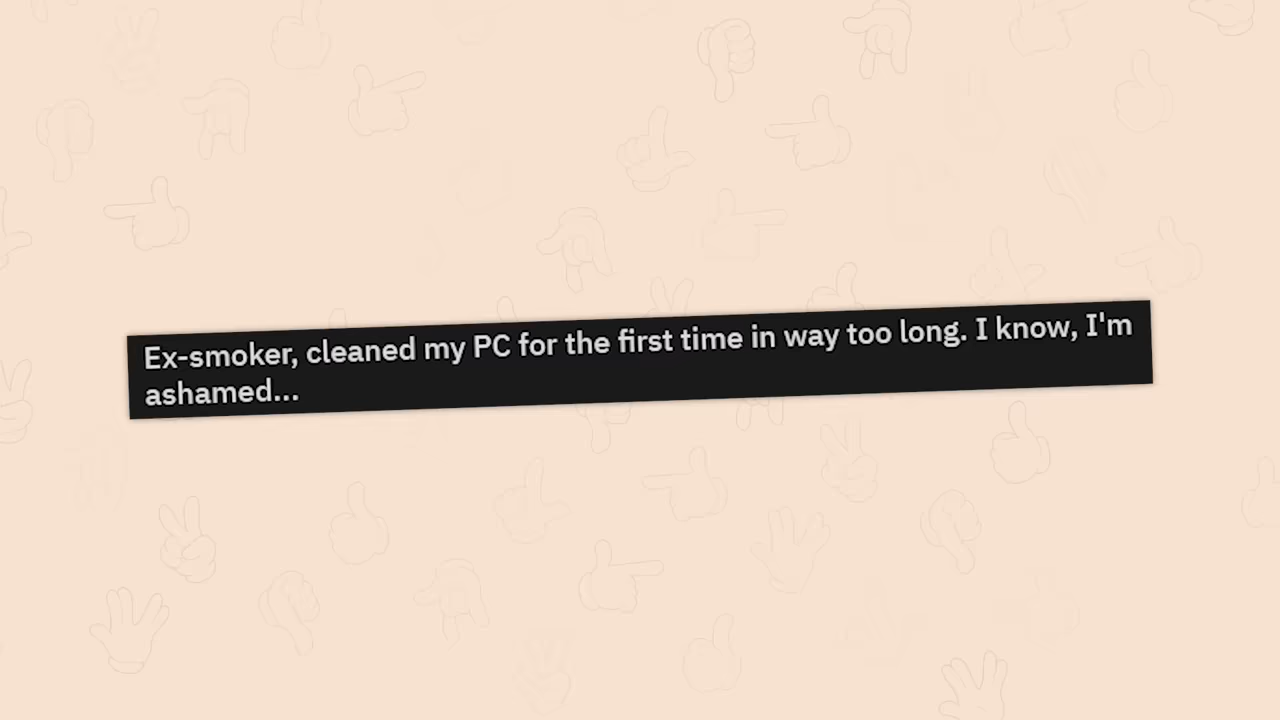 Ex-smoker, cleaned my PC for the first time in way too long. I know, I'm
ashamed...